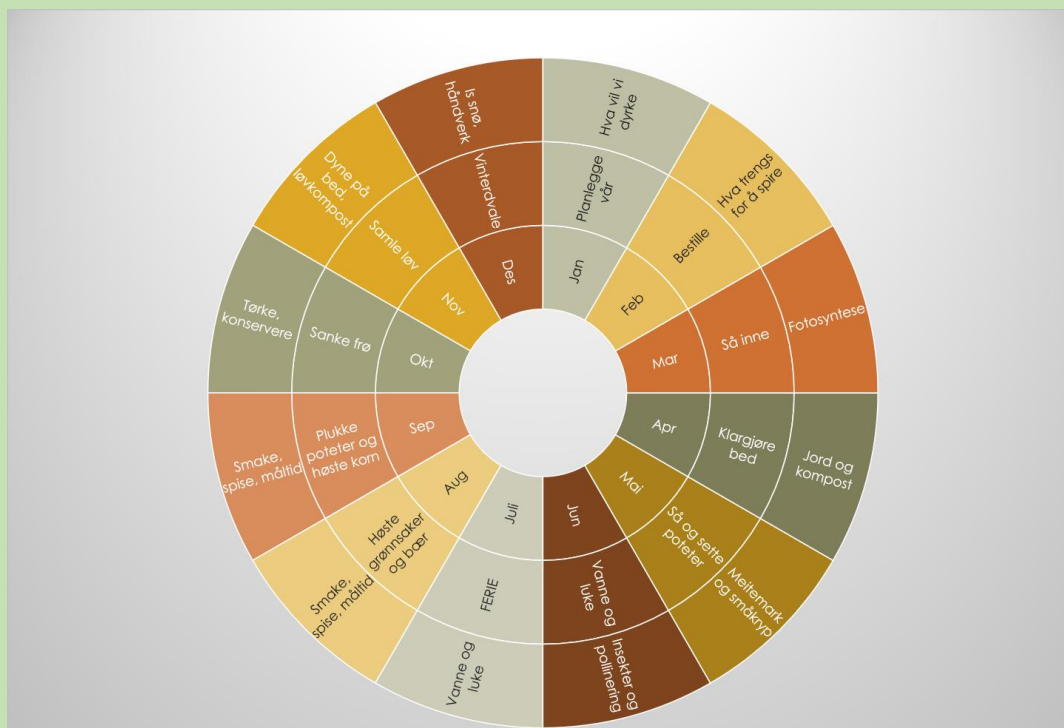 Jan
Planlegge
vår
Hva vil vi
dyrke
Feb
Bestille
Hva trengs
for å spire
Mar
Så inne
Fotosyntese
Apr
Klargjøre
bed
Jord og
kompost
Mai
Så og sette
poteter
Meitemark
og småkryp
Jun
Vanne og
luke
Insekter og
pollinering
Juli
FERIE
Vanne og
luke
Aug
Høste
grønnsaker
og bær
Smake,
spise, måltid
Sep
Plukke
poteter og
høste korn
Smake,
spise, måltid
Okt
Sanke frø
Tørke,
konservere
Nov
Samle løv
Dyne på
bed,
løvkompost
Des
Vinterdvale
Is snø,
håndverk